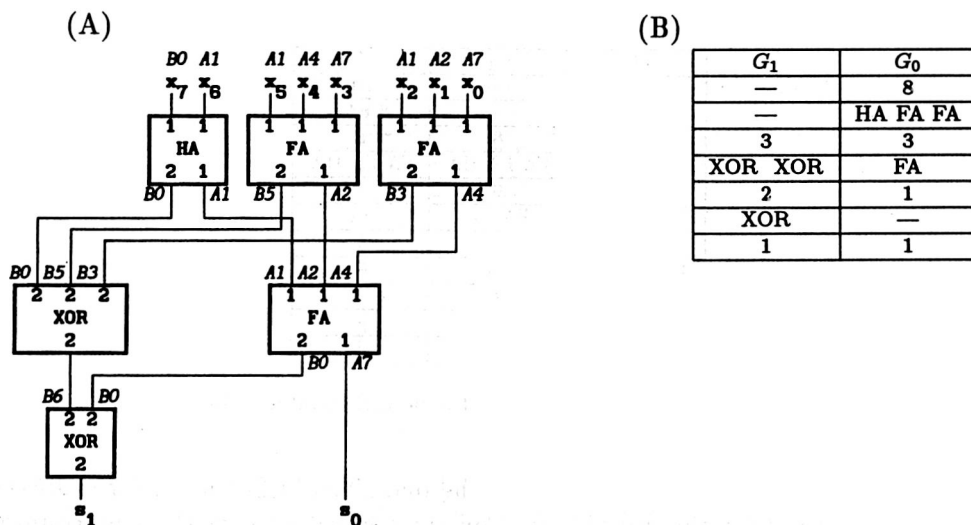 (A)
B0 A1 A1 A4 A7 A1 A2 A7
x7 x6 x5 x4 x3 x2 x1 x0
1 1 1 1 1 1 1 1
HA FA FA
2 1 2 1 2 1
B0 A1 B5 A2 B3 A4
B0 B5 B3 A1 A2 A4
2 2 2 1 1 1
XOR FA
2 2 1
B0 A7
B6 B0
2 2
XOR
2
s1 s0
(B)
G1 G0
— 8
— HA FA FA
3 3
XOR XOR FA
2 1
XOR —
1 1